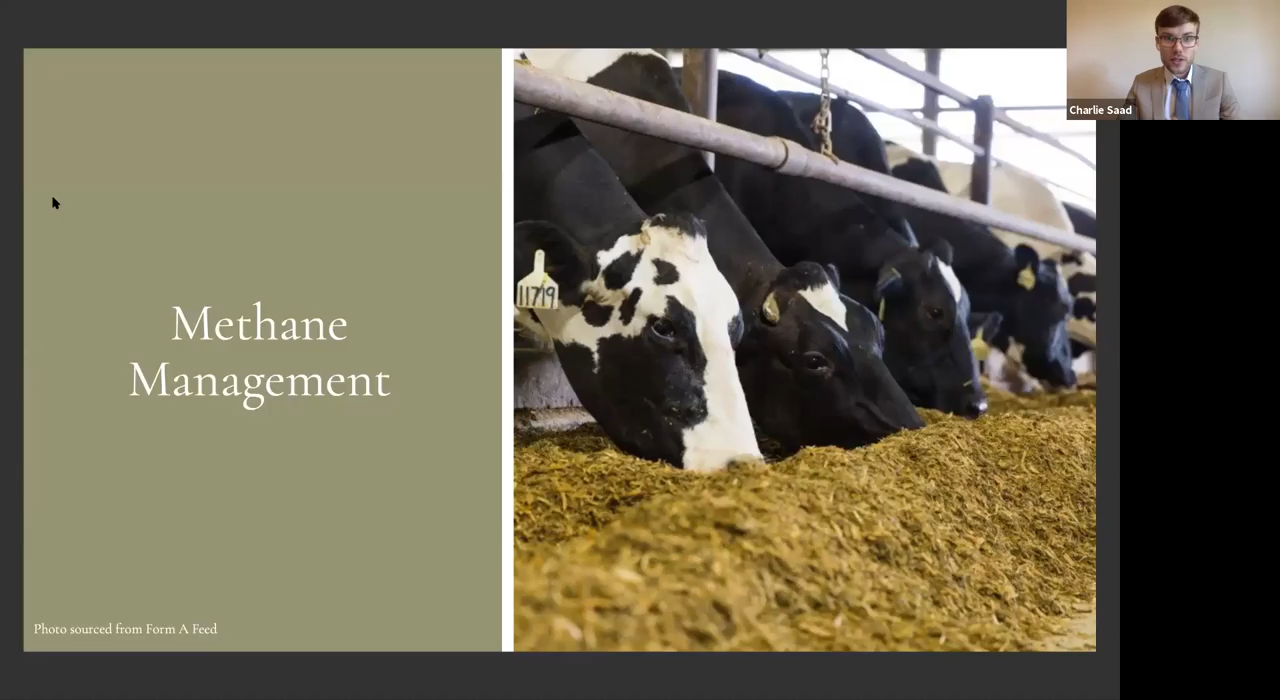 Charlie Saad
11719
Methane
Management
Photo sourced from Form A Feed